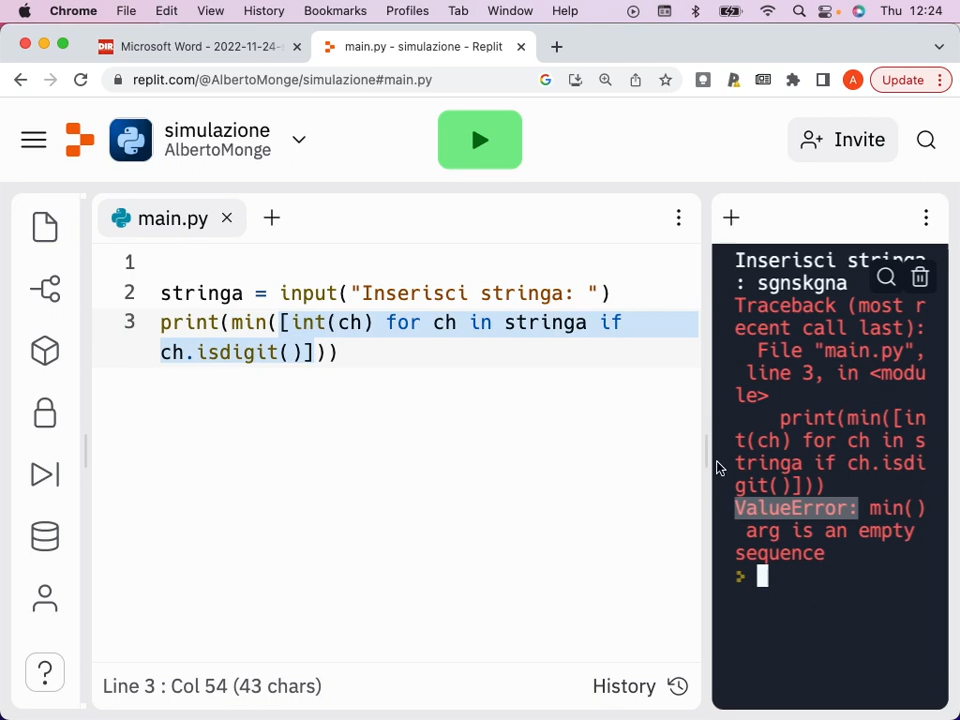 Chrome File Edit View History Bookmarks Profiles Tab Window Help Thu 12:24
DIR Microsoft Word - 2022-11-24- main.py - simulazione - Replit
replit.com/@AlbertoMonge/simulazione#main.py A Update
simulazione
AlbertoMonge
Invite
main.py
1
2 stringa = input("Inserisci stringa: ")
3 print(min([int(ch) for ch in stringa if
ch.isdigit()]))
Line 3 : Col 54 (43 chars) History
Inserisci stringa
: sgnskgna
Traceback (most r
ecent call last):
File "main.py",
line 3, in <modu
le>
print(min([in
t(ch) for ch in s
tringa if ch.isdi
git()]))
ValueError: min()
arg is an empty
sequence
>
?